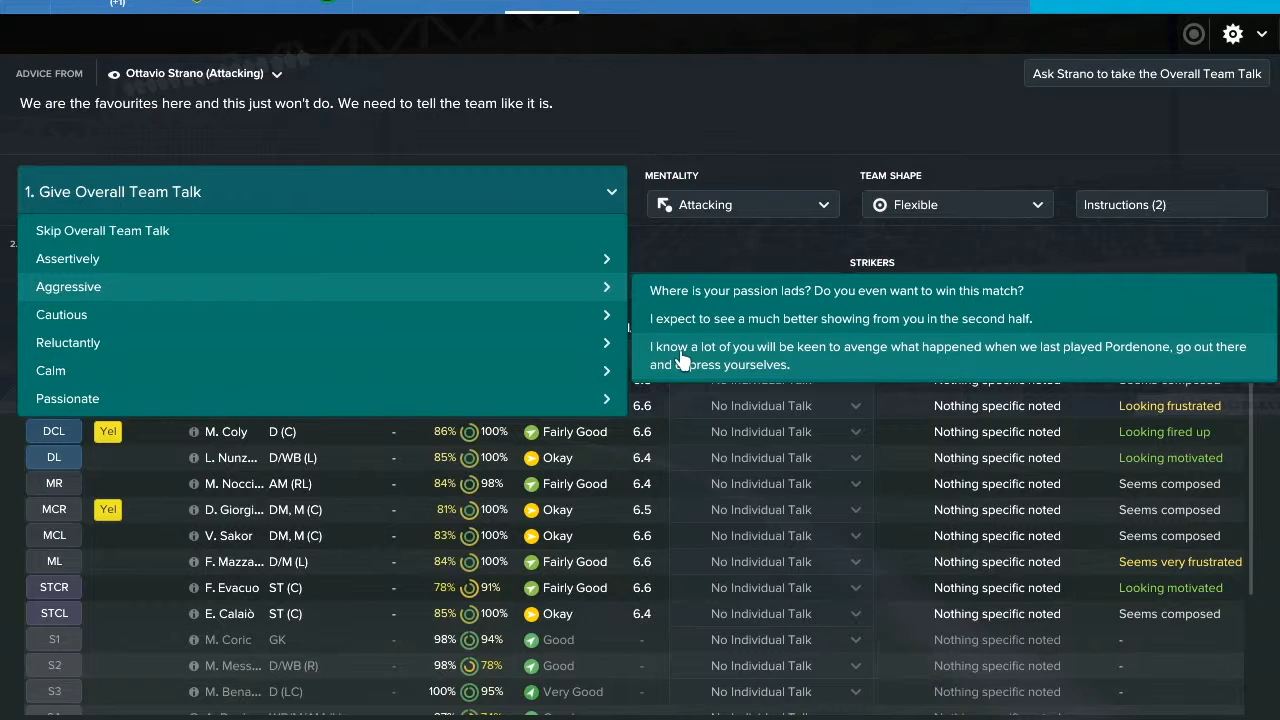 (+1)
ADVICE FROM
Ottavio Strano (Attacking)
Ask Strano to take the Overall Team Talk
We are the favourites here and this just won't do. We need to tell the team like it is.
1. Give Overall Team Talk
MENTALITY
TEAM SHAPE
Attacking
Flexible
Instructions (2)
Skip Overall Team Talk
2.
Assertively
STRIKERS
Aggressive
Where is your passion lads? Do you even want to win this match?
Cautious
I expect to see a much better showing from you in the second half.
Reluctantly
I know a lot of you will be keen to avenge what happened when we last played Pordenone, go out there
and express yourselves.
Calm
Passionate
6.6 No Individual Talk Nothing specific noted Looking frustrated
DCL Yel M. Coly D (C) - 86% 100% Fairly Good 6.6 No Individual Talk Nothing specific noted Looking fired up
DL L. Nunz... D/WB (L) - 85% 100% Okay 6.4 No Individual Talk Nothing specific noted Looking motivated
MR M. Nocci... AM (RL) - 84% 98% Fairly Good 6.4 No Individual Talk Nothing specific noted Seems composed
MCR Yel D. Giorgi... DM, M (C) - 81% 100% Okay 6.5 No Individual Talk Nothing specific noted Seems composed
MCL V. Sakor DM, M (C) - 83% 100% Okay 6.6 No Individual Talk Nothing specific noted Seems composed
ML F. Mazza... D/M (L) - 84% 100% Fairly Good 6.6 No Individual Talk Nothing specific noted Seems very frustrated
STCR F. Evacuo ST (C) - 78% 91% Fairly Good 6.6 No Individual Talk Nothing specific noted Looking motivated
STCL E. Calaiò ST (C) - 85% 100% Okay 6.4 No Individual Talk Nothing specific noted Seems composed
S1 M. Coric GK - 98% 94% Good - No Individual Talk Nothing specific noted -
S2 M. Mess... D/WB (R) - 98% 78% Good - No Individual Talk Nothing specific noted -
S3 M. Bena... D (LC) - 100% 95% Very Good - No Individual Talk Nothing specific noted -